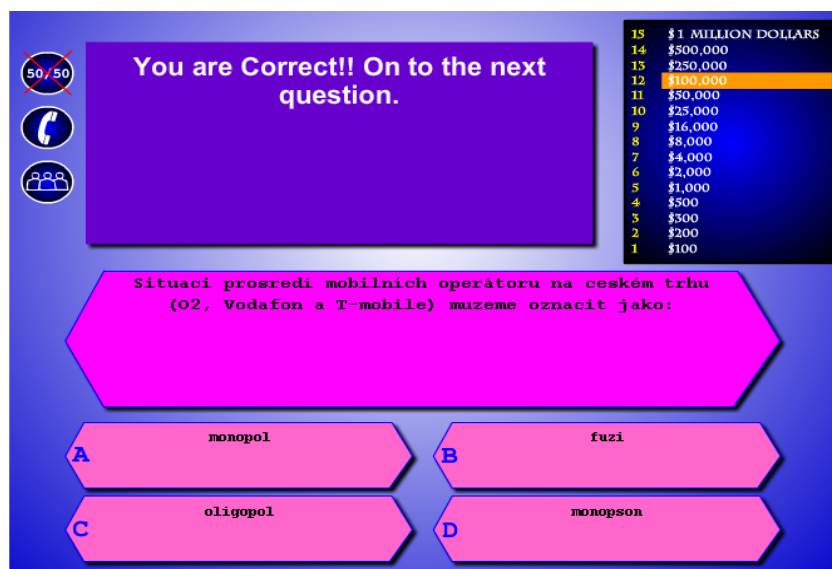 50/50
You are Correct!! On to the next
question.
15 $1 MILLION DOLLARS
14 $500,000
13 $250,000
12 $100,000
11 $50,000
10 $25,000
9 $16,000
8 $8,000
7 $4,000
6 $2,000
5 $1,000
4 $500
3 $300
2 $200
1 $100
Situaci prosredí mobilních operátoru na ceském trhu
(O2, Vodafon a T-mobile) muzeme oznacit jako:
A monopol
B fuzi
C oligopol
D monopson